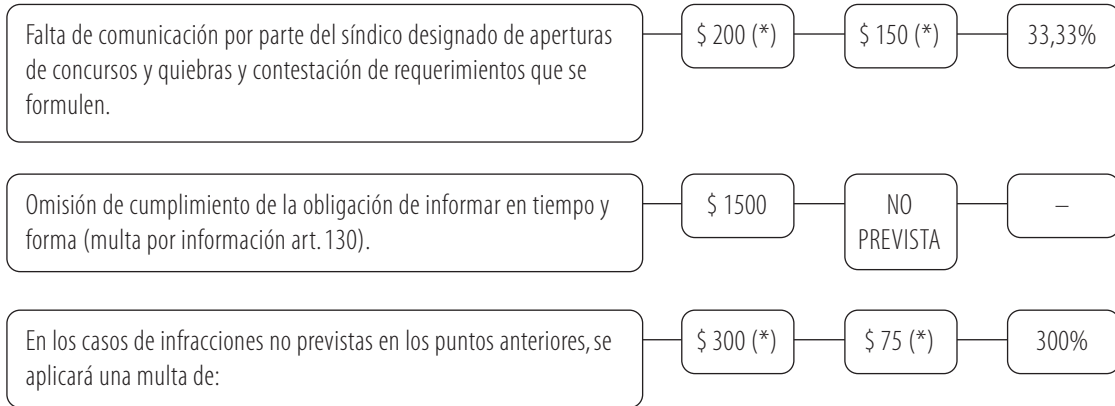 Falta de comunicación por parte del síndico designado de aperturas
de concursos y quiebras y contestación de requerimientos que se
formulen.
$ 200 (*)
$ 150 (*)
33,33%
Omisión de cumplimiento de la obligación de informar en tiempo y
forma (multa por información art. 130).
$ 1500
NO
PREVISTA
–
En los casos de infracciones no previstas en los puntos anteriores, se
aplicará una multa de:
$ 300 (*)
$ 75 (*)
300%